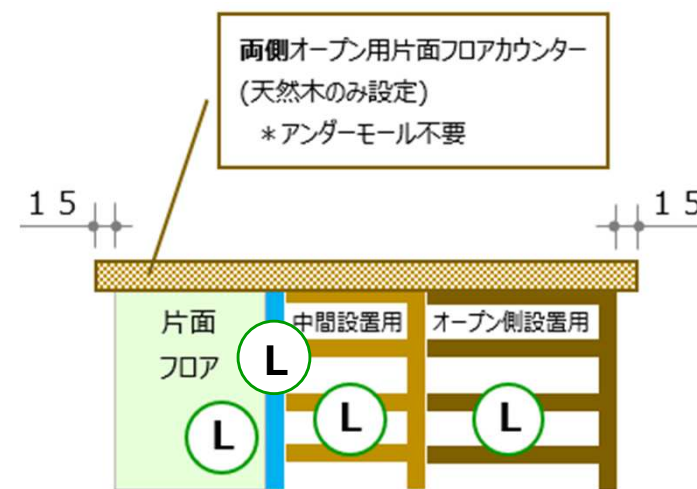 両側オープン用片面フロアカウンター
(天然木のみ設定)
＊アンダーモール不要
１５
１５
片面
フロア
中間設置用
オープン側設置用
L
L
L
L